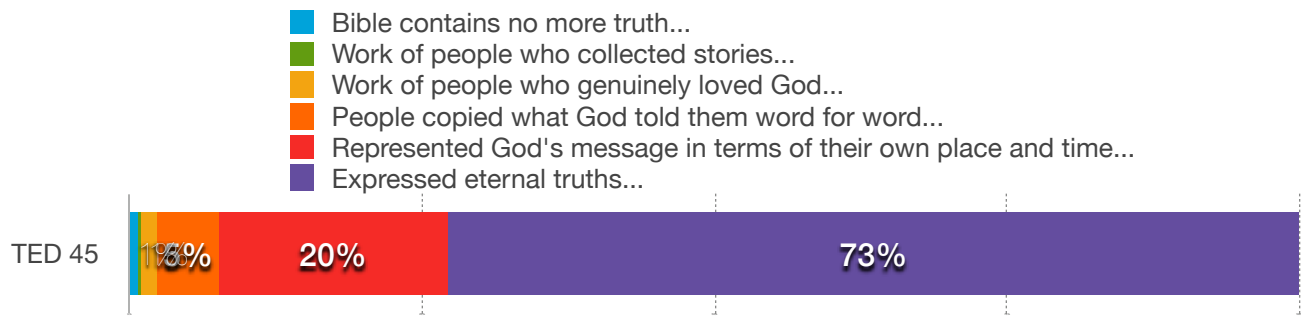 Bible contains no more truth...
Work of people who collected stories...
Work of people who genuinely loved God...
People copied what God told them word for word...
Represented God's message in terms of their own place and time...
Expressed eternal truths...
TED 45 5% 20% 73%